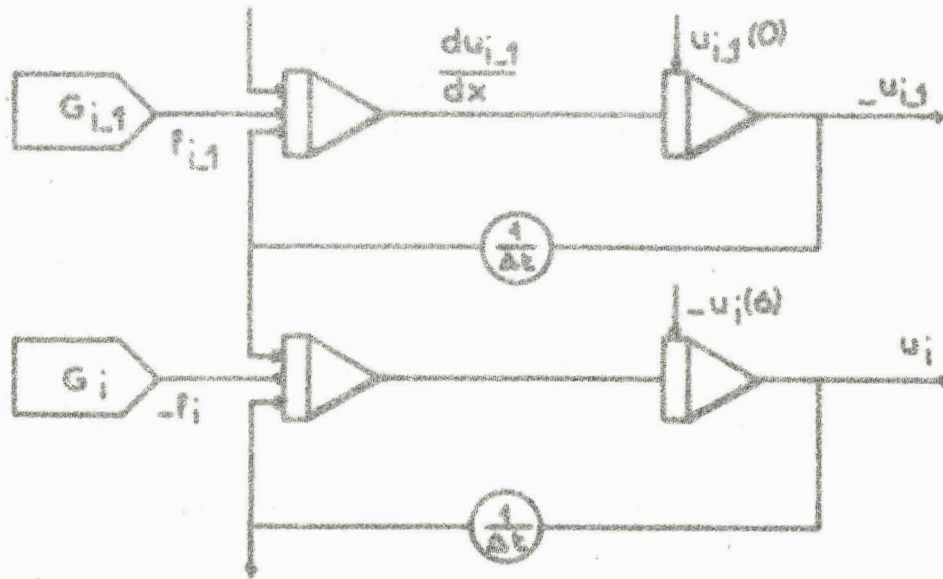 G_{i-1}
f_{i-1}
du_{i-1}
dx
u_{i-1}(0)
-u_{i-1}
1
Δt
G_i
-f_i
-u_i(0)
u_i
1
Δt